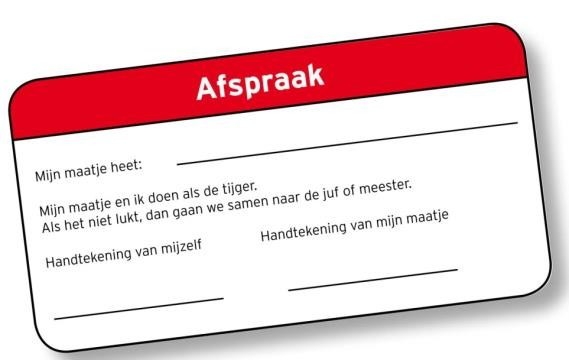 Afspraak
Mijn maatje heet:
Mijn maatje en ik doen als de tijger.
Als het niet lukt, dan gaan we samen naar de juf of meester.
Handtekening van mijzelf
Handtekening van mijn maatje